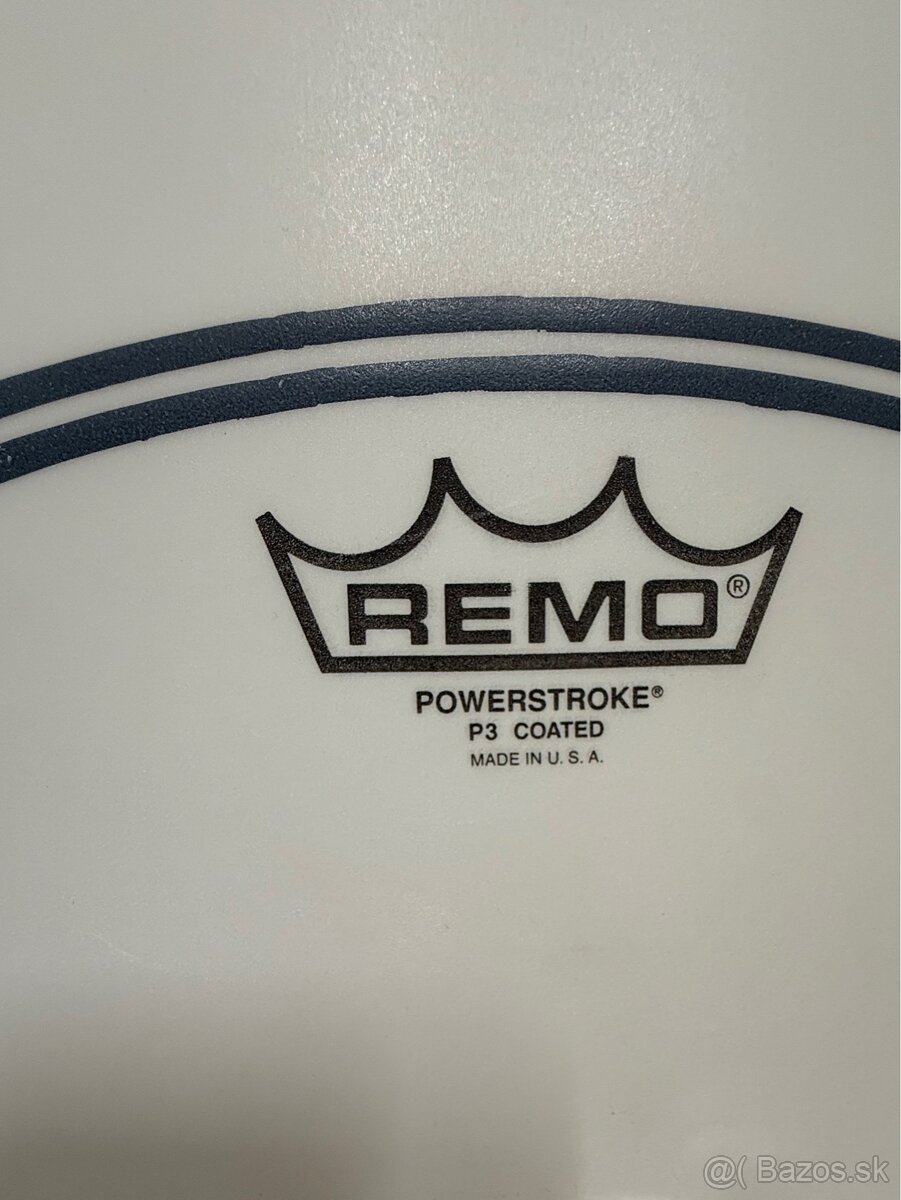 REMO®
POWERSTROKE®
P3 COATED
MADE IN U. S. A.
@( Bazos.sk